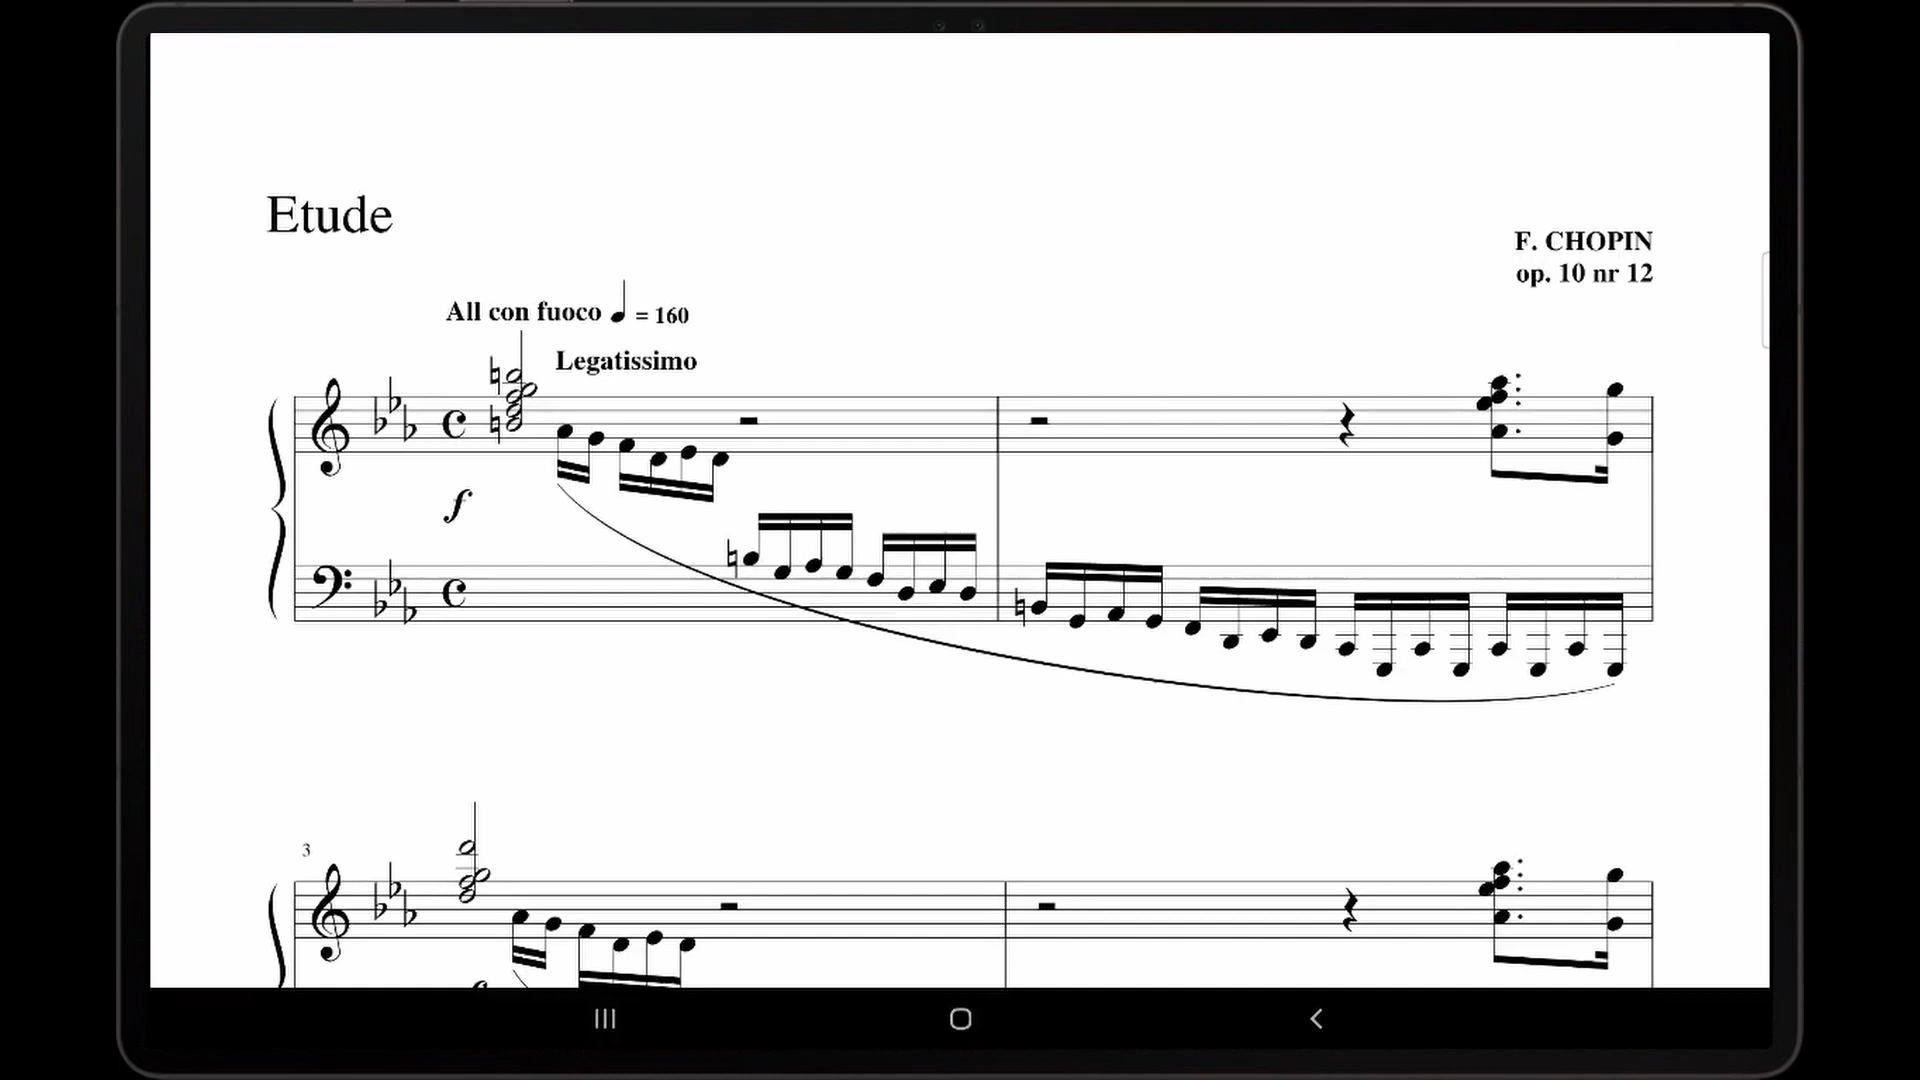 Etude
F. CHOPIN
op. 10 nr 12
All con fuoco = 160
Legatissimo
f
3